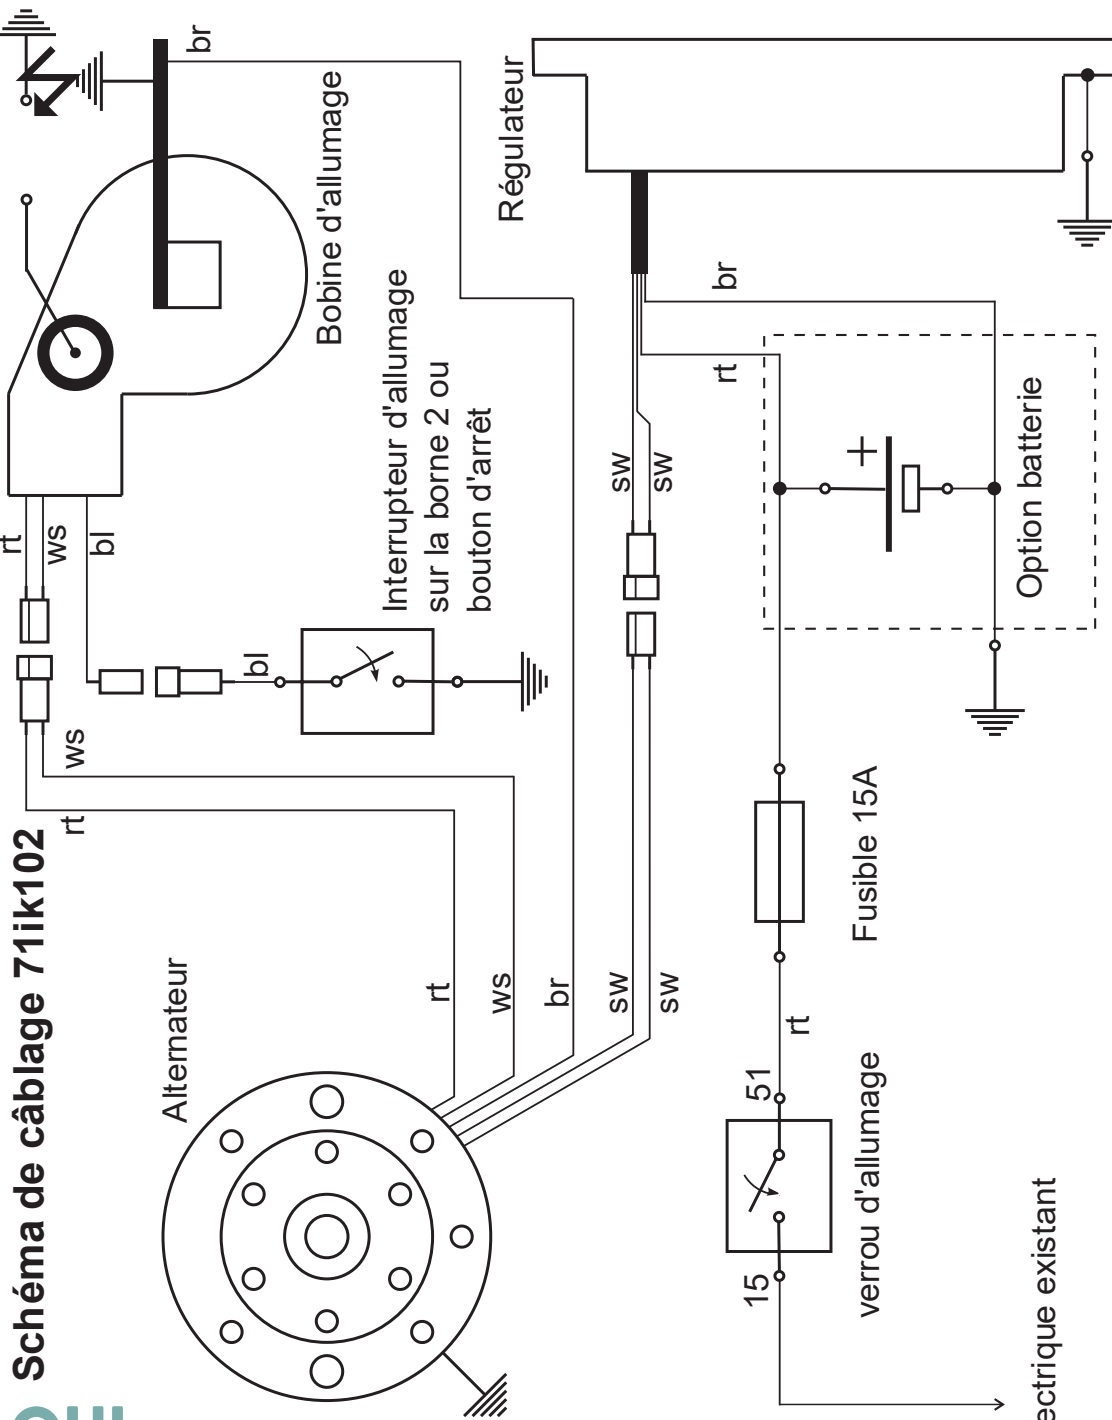 Schéma de câblage 71ik102
Alternateur
rt
ws
rt
ws
bl
bl
br
Bobine d'allumage
Interrupteur d'allumage
sur la borne 2 ou
bouton d'arrêt
rt
ws
br
sw
sw
sw
sw
Régulateur
br
rt
+
Option batterie
Fusible 15A
rt
51
15
verrou d'allumage
ectrique existant